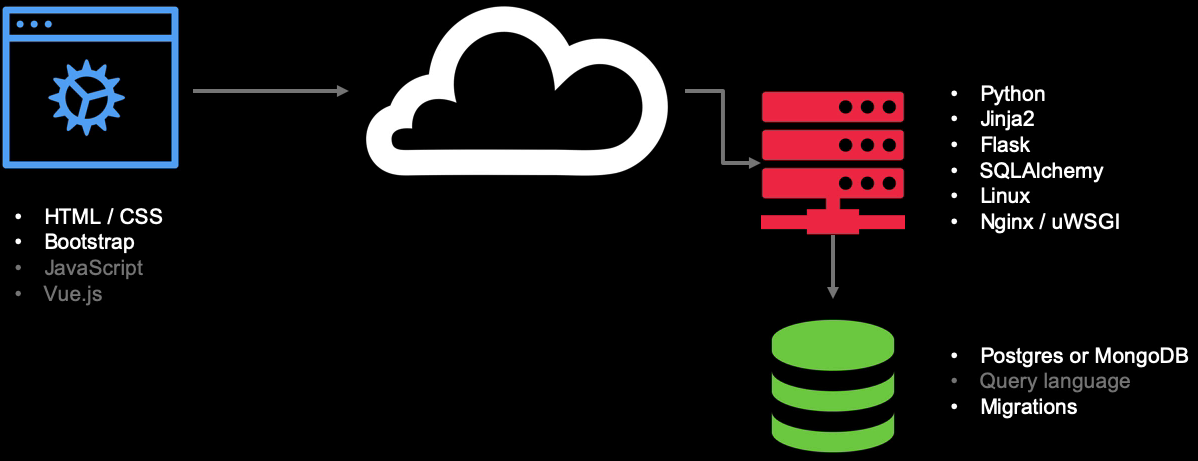 • HTML / CSS
• Bootstrap
• JavaScript
• Vue.js
• Python
• Jinja2
• Flask
• SQLAlchemy
• Linux
• Nginx / uWSGI
• Postgres or MongoDB
• Query language
• Migrations